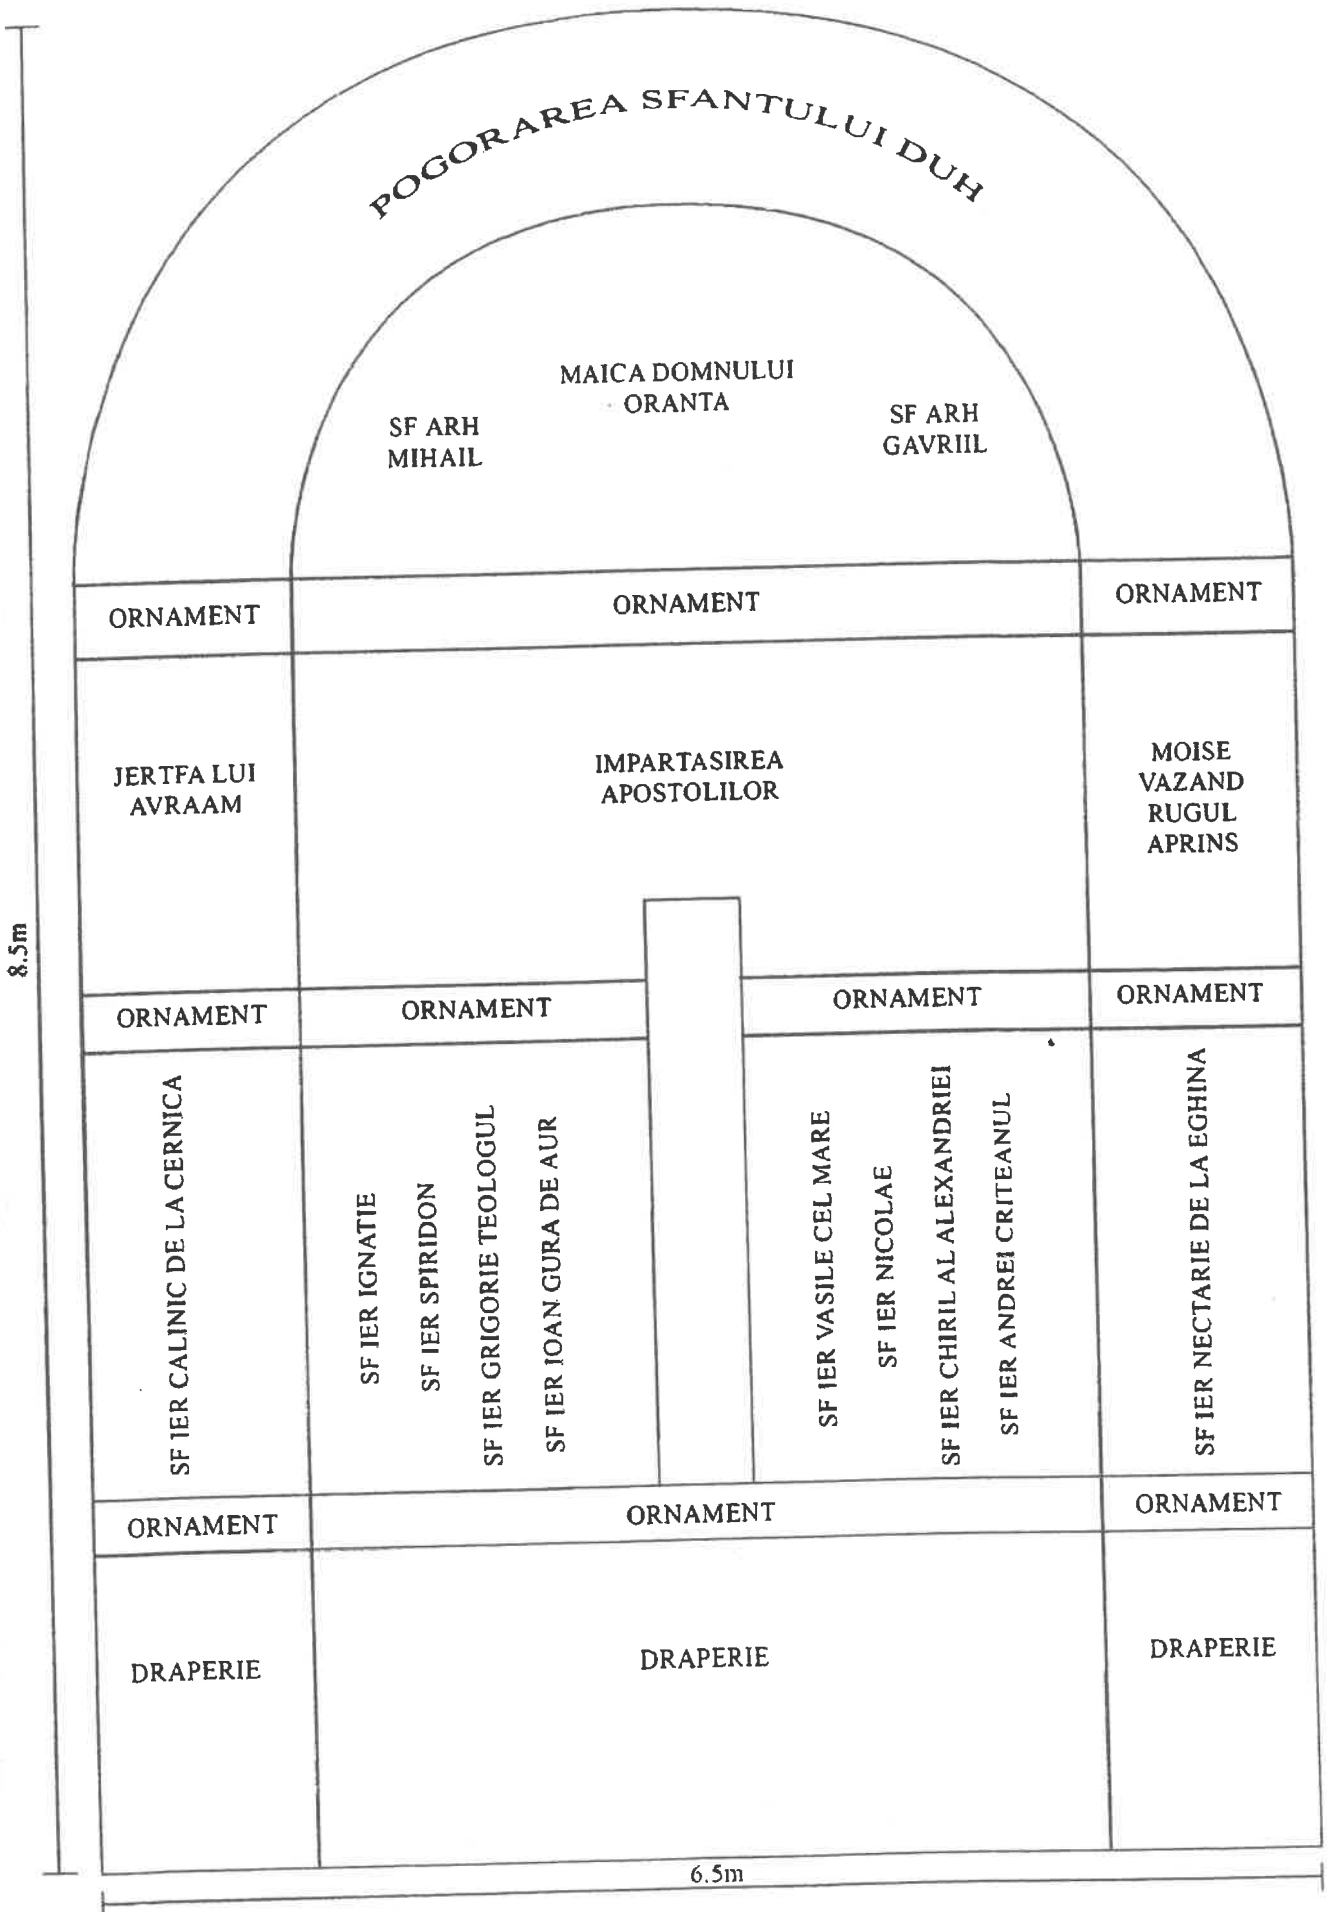 POGORAREA SFANTULUI DUH
MAICA DOMNULUI
ORANTA
SF ARH
MIHAIL
SF ARH
GAVRIIL
ORNAMENT
ORNAMENT
ORNAMENT
JERTFA LUI
AVRAAM
IMPARTASIREA
APOSTOLILOR
MOISE
VAZAND
RUGUL
APRINS
8.5m
ORNAMENT
ORNAMENT
ORNAMENT
ORNAMENT
SF IER CALINIC DE LA CERNICA
SF IER IGNATIE
SF IER SPIRIDON
SF IER GRIGORIE TEOLOGUL
SF IER IOAN GURA DE AUR
SF IER VASILE CEL MARE
SF IER NICOLAE
SF IER CHIRIL AL ALEXANDRIEI
SF IER ANDREI CRITEANUL
SF IER NECTARIE DE LA EGHINA
ORNAMENT
ORNAMENT
ORNAMENT
DRAPERIE
DRAPERIE
DRAPERIE
6.5m